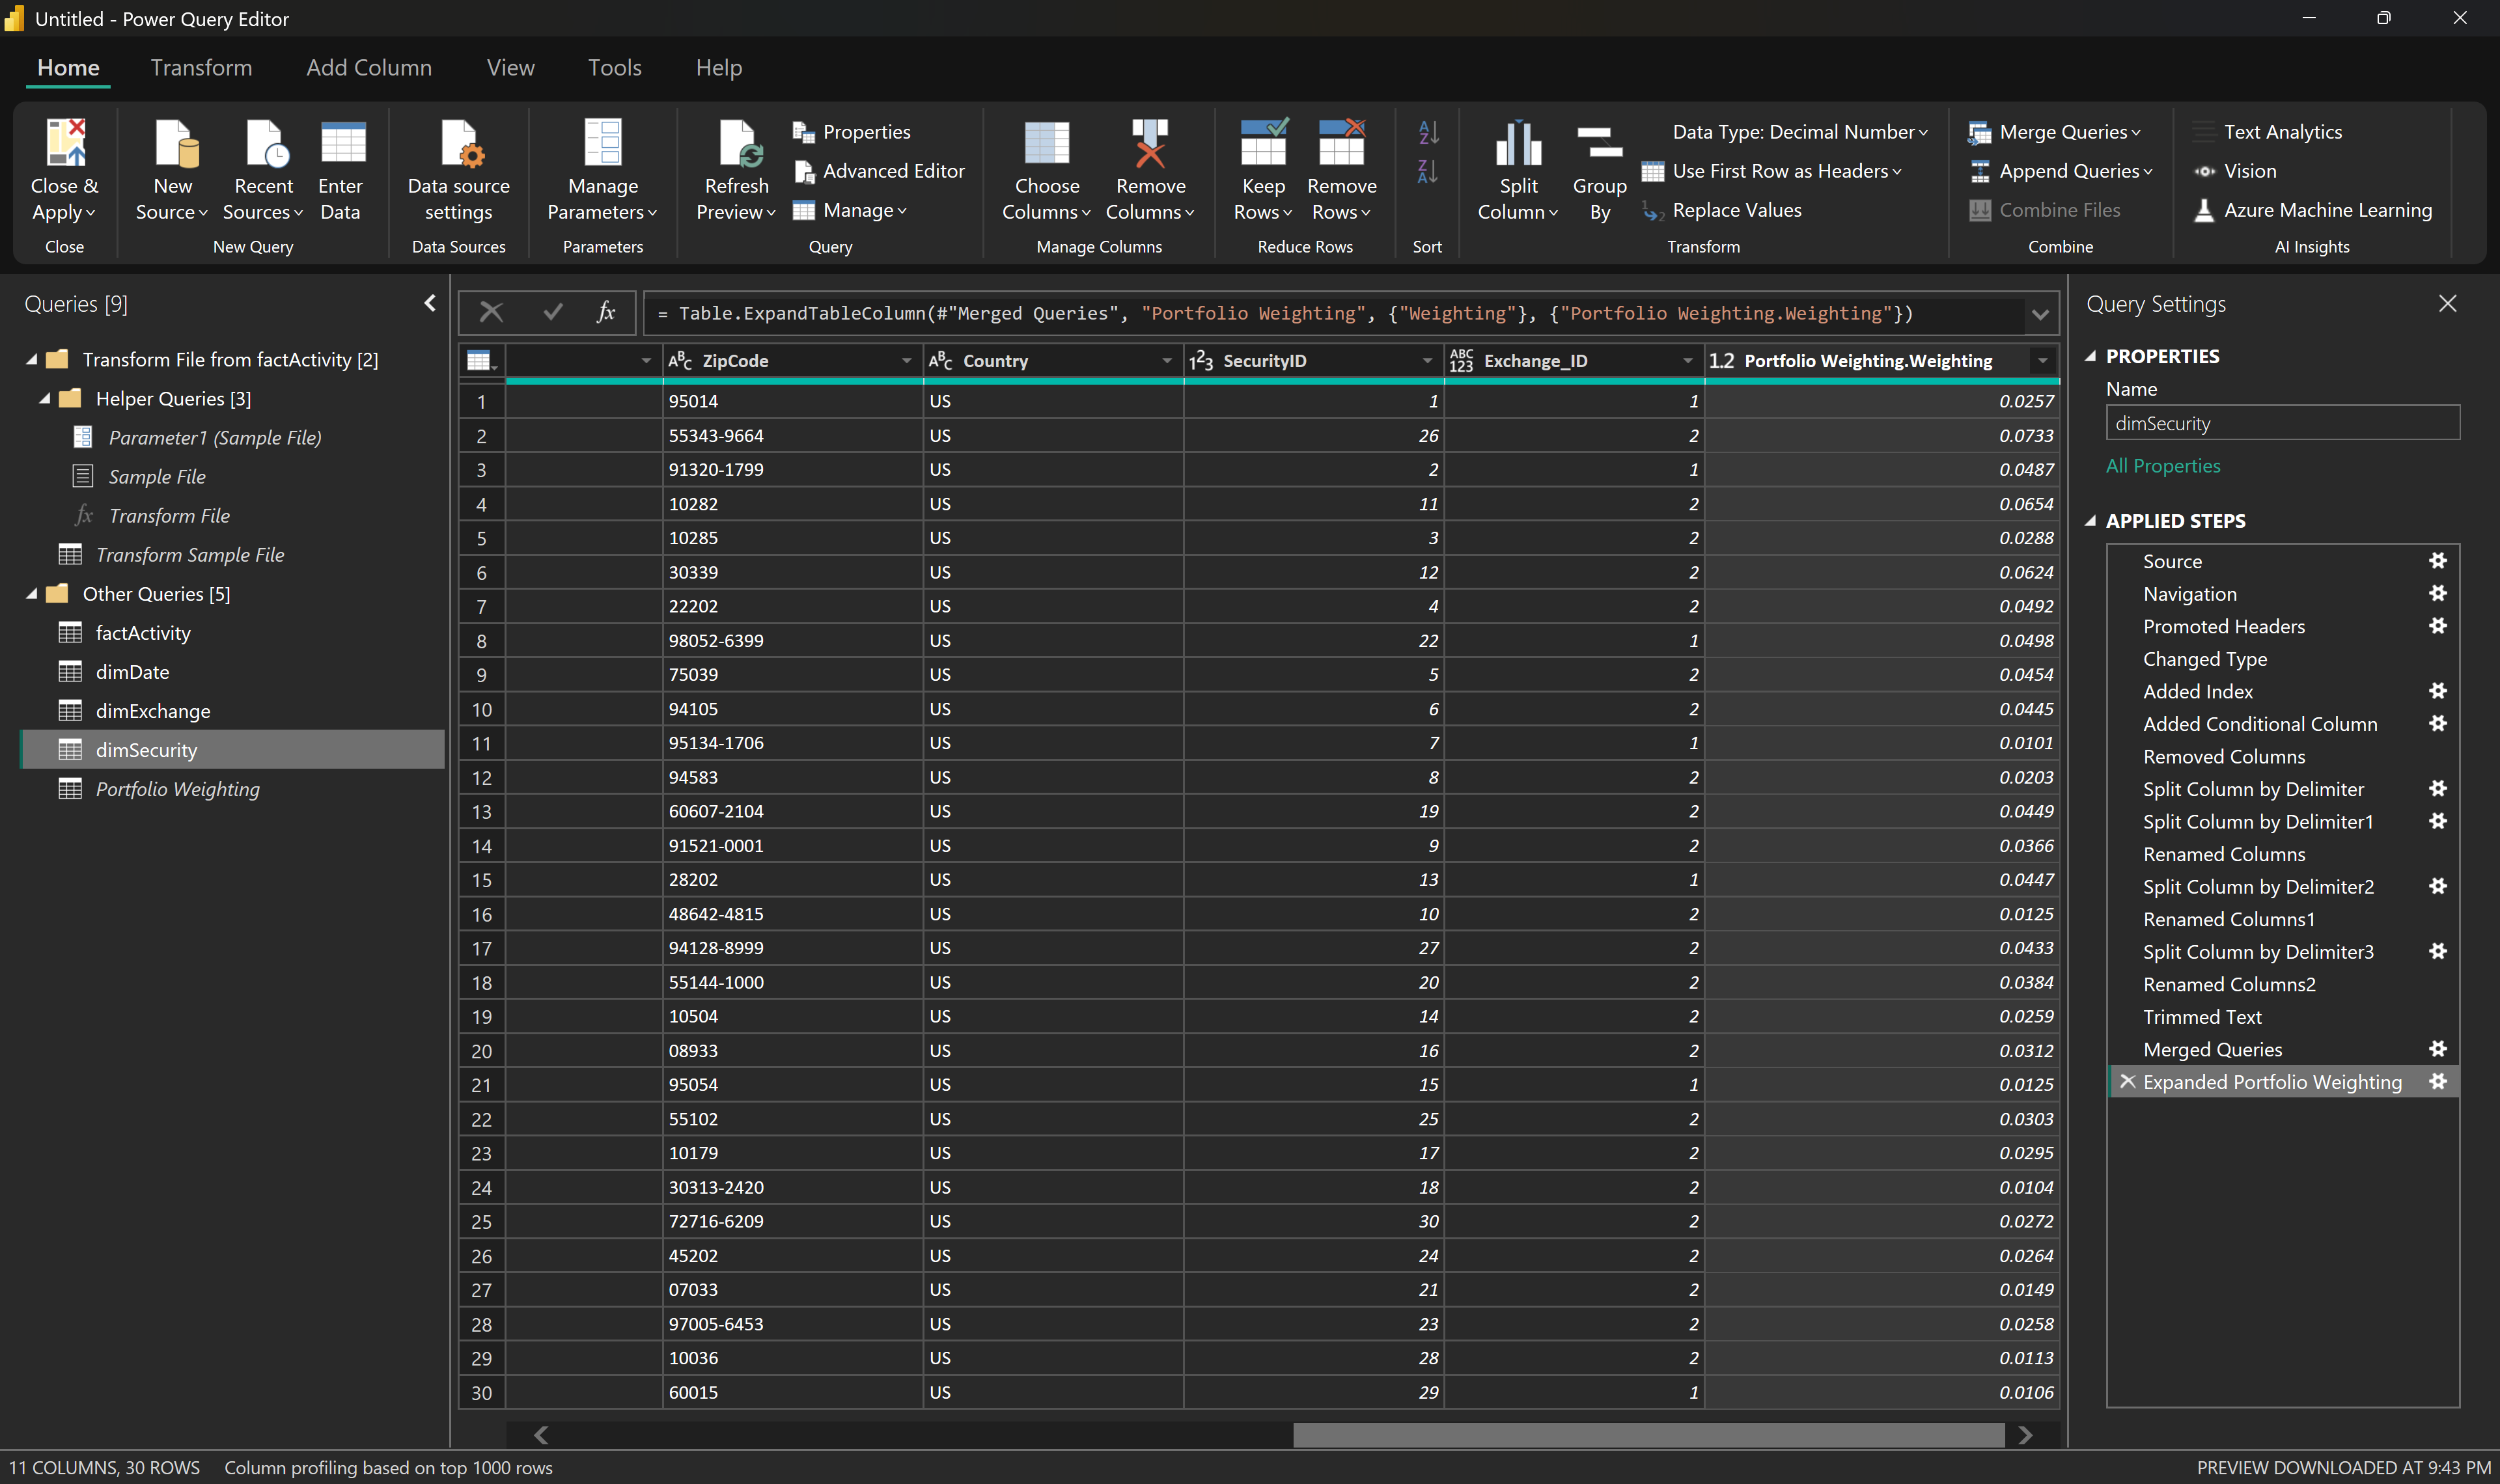 Untitled - Power Query Editor
Home Transform Add Column View Tools Help
Close & Apply
Close
New Source
Recent Sources
Enter Data
New Query
Data source settings
Data Sources
Manage Parameters
Parameters
Refresh Preview
Properties
Advanced Editor
Manage
Query
Choose Columns
Remove Columns
Manage Columns
Keep Rows
Remove Rows
Reduce Rows
Sort
Split Column
Group By
Data Type: Decimal Number
Use First Row as Headers
Replace Values
Transform
Merge Queries
Append Queries
Combine Files
Combine
Text Analytics
Vision
Azure Machine Learning
AI Insights
Queries [9]
Transform File from factActivity [2]
Helper Queries [3]
Parameter1 (Sample File)
Sample File
fx Transform File
Transform Sample File
Other Queries [5]
factActivity
dimDate
dimExchange
dimSecurity
Portfolio Weighting
fx = Table.ExpandTableColumn(#"Merged Queries", "Portfolio Weighting", {"Weighting"}, {"Portfolio Weighting.Weighting"})
ABC ZipCode ABC Country 123 SecurityID ABC 123 Exchange_ID 1.2 Portfolio Weighting.Weighting
1 95014 US 1 1 0.0257
2 55343-9664 US 26 2 0.0733
3 91320-1799 US 2 1 0.0487
4 10282 US 11 2 0.0654
5 10285 US 3 2 0.0288
6 30339 US 12 2 0.0624
7 22202 US 4 2 0.0492
8 98052-6399 US 22 1 0.0498
9 75039 US 5 2 0.0454
10 94105 US 6 2 0.0445
11 95134-1706 US 7 1 0.0101
12 94583 US 8 2 0.0203
13 60607-2104 US 19 2 0.0449
14 91521-0001 US 9 2 0.0366
15 28202 US 13 1 0.0447
16 48642-4815 US 10 2 0.0125
17 94128-8999 US 27 2 0.0433
18 55144-1000 US 20 2 0.0384
19 10504 US 14 2 0.0259
20 08933 US 16 2 0.0312
21 95054 US 15 1 0.0125
22 55102 US 25 2 0.0303
23 10179 US 17 2 0.0295
24 30313-2420 US 18 2 0.0104
25 72716-6209 US 30 2 0.0272
26 45202 US 24 2 0.0264
27 07033 US 21 2 0.0149
28 97005-6453 US 23 2 0.0258
29 10036 US 28 2 0.0113
30 60015 US 29 1 0.0106
Query Settings
PROPERTIES
Name
dimSecurity
All Properties
APPLIED STEPS
Source
Navigation
Promoted Headers
Changed Type
Added Index
Added Conditional Column
Removed Columns
Split Column by Delimiter
Split Column by Delimiter1
Renamed Columns
Split Column by Delimiter2
Renamed Columns1
Split Column by Delimiter3
Renamed Columns2
Trimmed Text
Merged Queries
Expanded Portfolio Weighting
11 COLUMNS, 30 ROWS Column profiling based on top 1000 rows PREVIEW DOWNLOADED AT 9:43 PM